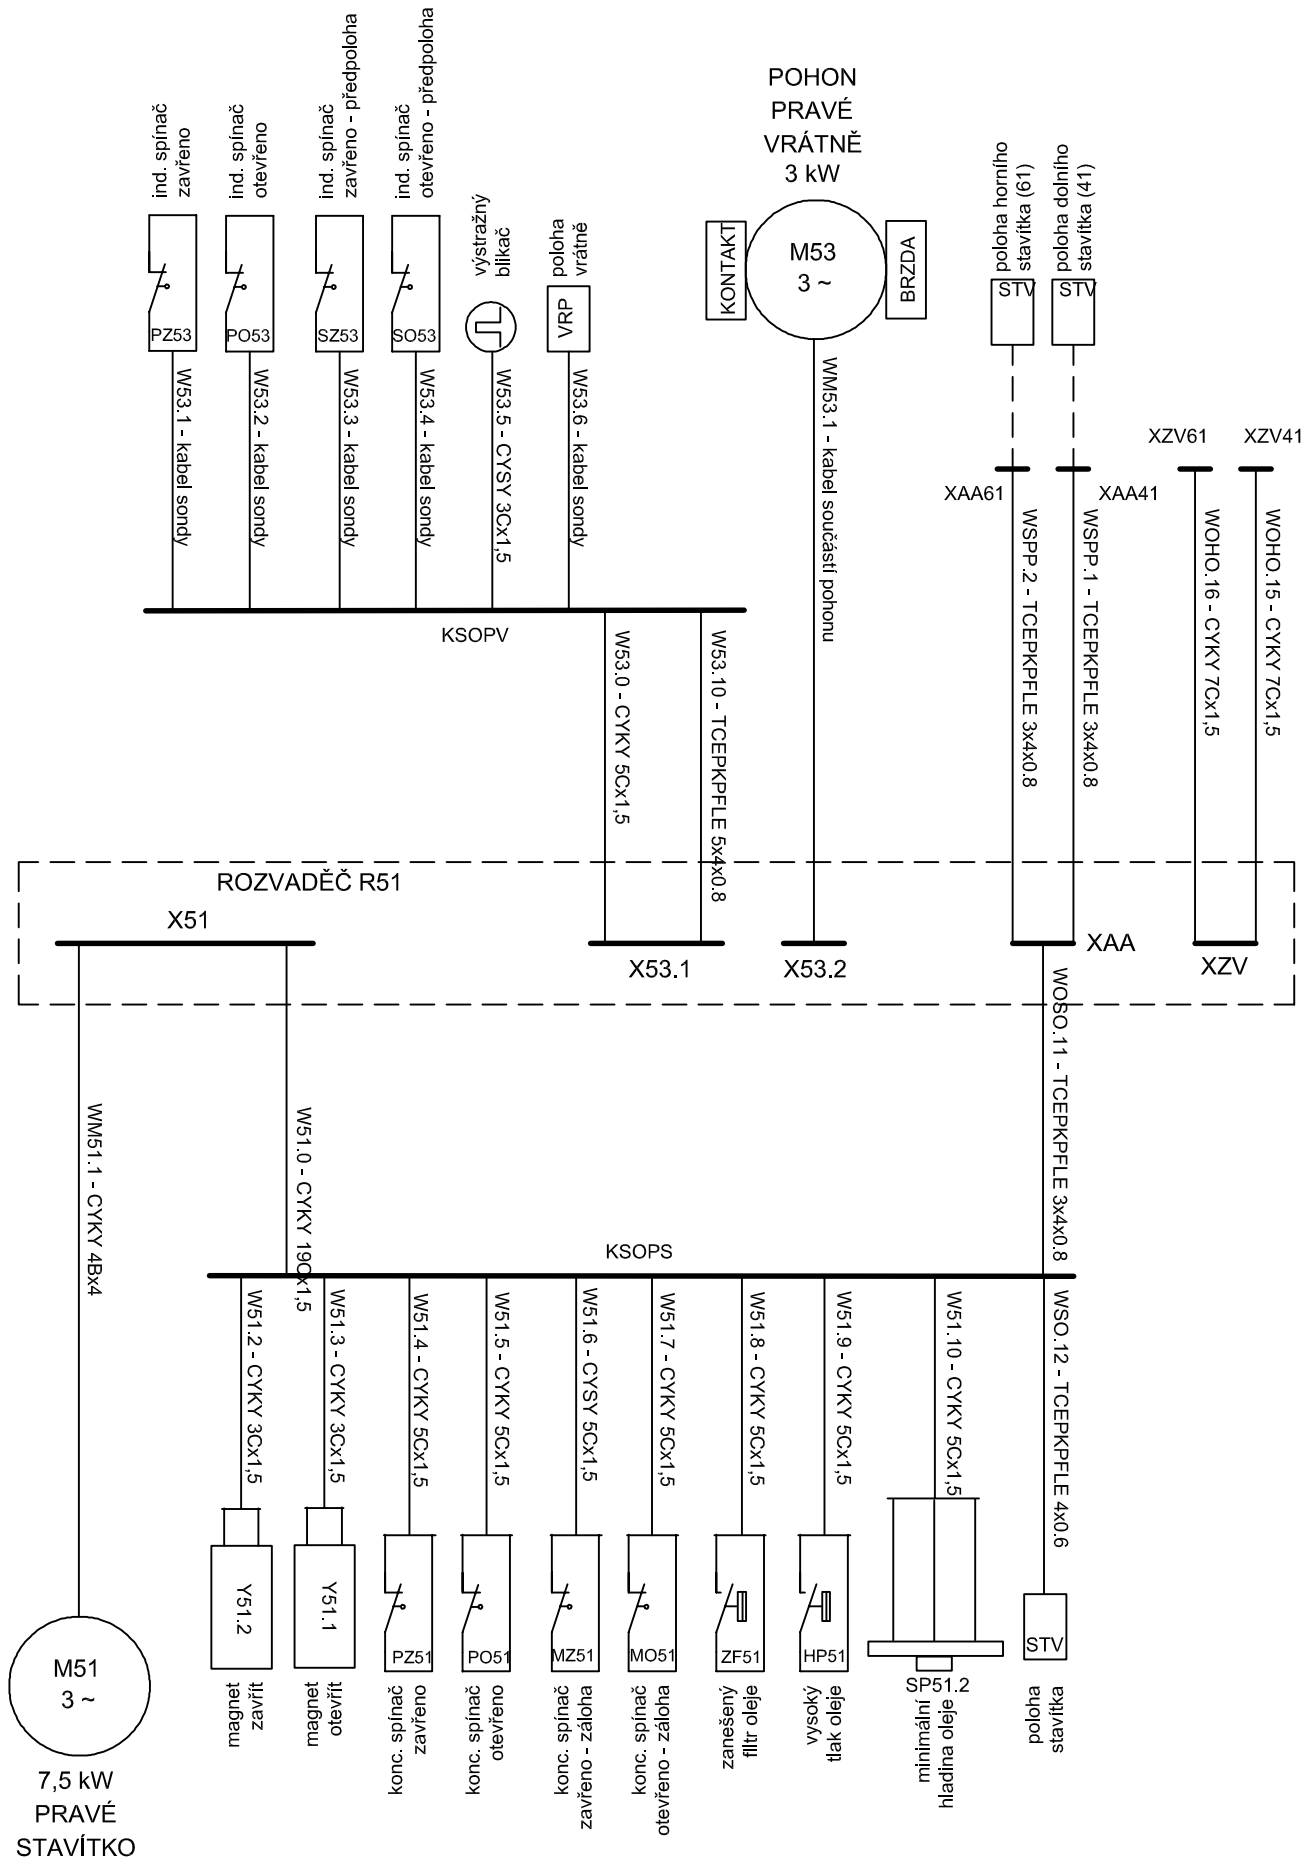 ind. spínač
zavřeno
ind. spínač
otevřeno
ind. spínač
zavřeno - předpoloha
ind. spínač
otevřeno - předpoloha
výstražný
blikač
poloha
vrátně
POHON
PRAVÉ
VRÁTNĚ
3 kW
poloha horního
stavítka (61)
poloha dolního
stavítka (41)
PZ53
PO53
SZ53
SO53
VRP
KONTAKT
M53
3 ~
BRZDA
STV
STV
W53.1 - kabel sondy
W53.2 - kabel sondy
W53.3 - kabel sondy
W53.4 - kabel sondy
W53.5 - CYSY 3Cx1,5
W53.6 - kabel sondy
WM53.1 - kabel součástí pohonu
XZV61
XZV41
XAA61
XAA41
WSPP.2 - TCEPKPFLE 3x4x0.8
WSPP.1 - TCEPKPFLE 3x4x0.8
WOHO.16 - CYKY 7Cx1,5
WOHO.15 - CYKY 7Cx1,5
KSOPV
W53.0 - CYKY 5Cx1,5
W53.10 - TCEPKPFLE 5x4x0.8
ROZVADĚČ R51
X51
X53.1
X53.2
XAA
XZV
WM51.1 - CYKY 4Bx4
W51.0 - CYKY 19Cx1,5
WOSO.11 - TCEPKPFLE 3x4x0.8
KSOPS
W51.2 - CYKY 3Cx1,5
W51.3 - CYKY 3Cx1,5
W51.4 - CYKY 5Cx1,5
W51.5 - CYKY 5Cx1,5
W51.6 - CYSY 5Cx1,5
W51.7 - CYKY 5Cx1,5
W51.8 - CYKY 5Cx1,5
W51.9 - CYKY 5Cx1,5
W51.10 - CYKY 5Cx1,5
WSO.12 - TCEPKPFLE 4x0.6
M51
3 ~
7,5 kW
PRAVÉ
STAVÍTKO
Y51.2
Y51.1
PZ51
PO51
MZ51
MO51
ZF51
HP51
SP51.2
STV
magnet
zavřít
magnet
otevřít
konc. spínač
zavřeno
konc. spínač
otevřeno
konc. spínač
zavřeno - záloha
konc. spínač
otevřeno - záloha
zanešený
filtr oleje
vysoký
tlak oleje
minimální
hladina oleje
poloha
stavítka